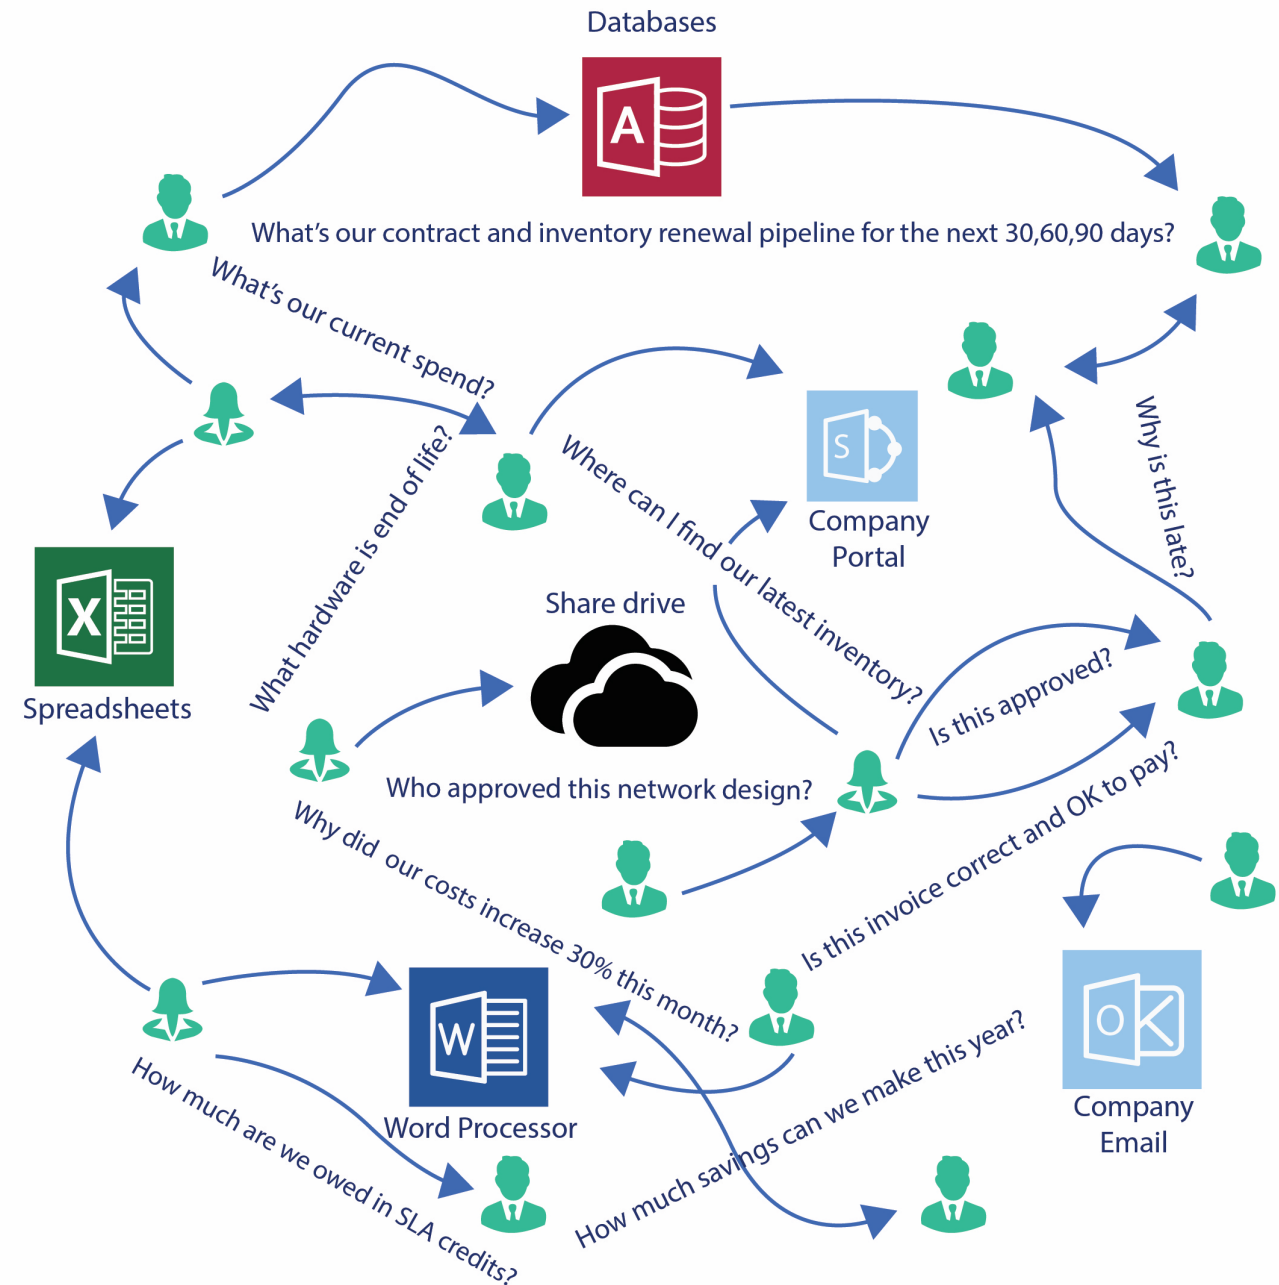 Databases
A
What's our contract and inventory renewal pipeline for the next 30,60,90 days?
What's our current spend?
Why is this late?
What hardware is end of life?
Where can I find our latest inventory?
S
Company
Portal
X
Spreadsheets
Share drive
Is this approved?
Who approved this network design?
Is this invoice correct and OK to pay?
Why did our costs increase 30% this month?
W
Word Processor
O
Company
Email
How much are we owed in SLA credits?
How much savings can we make this year?